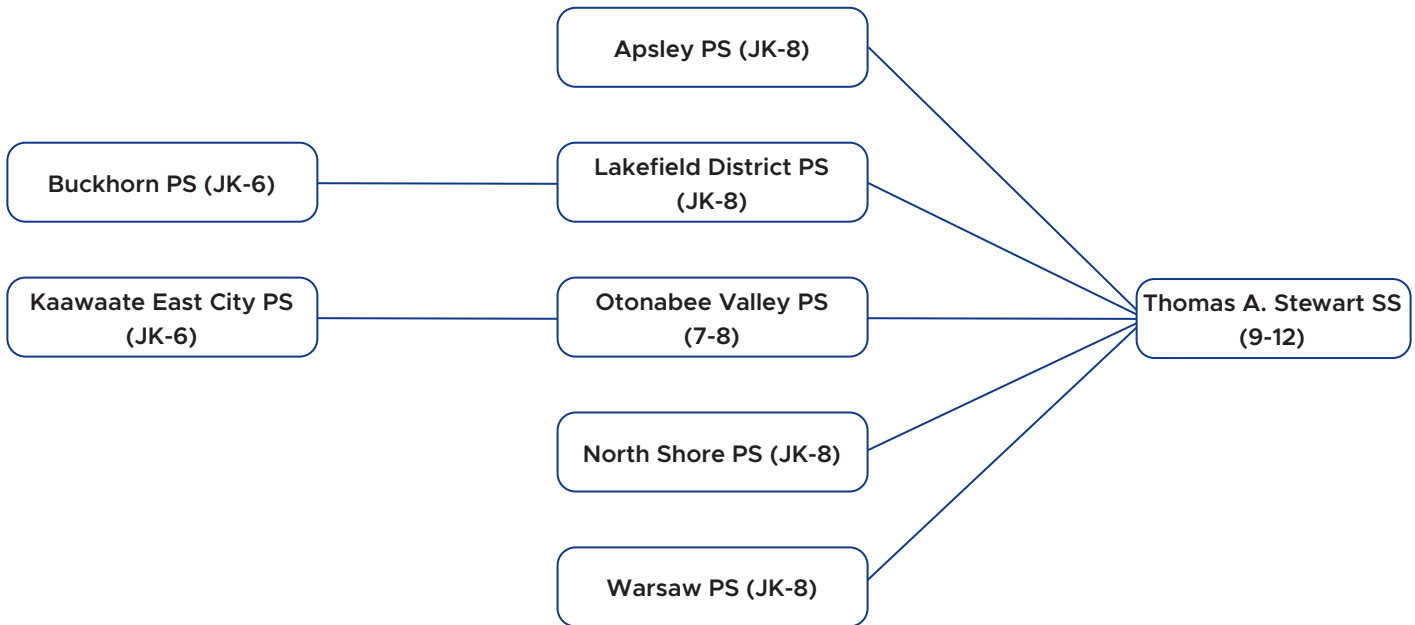 Apsley PS (JK-8)
Buckhorn PS (JK-6)
Lakefield District PS
(JK-8)
Kaawaate East City PS
(JK-6)
Otonabee Valley PS
(7-8)
Thomas A. Stewart SS
(9-12)
North Shore PS (JK-8)
Warsaw PS (JK-8)